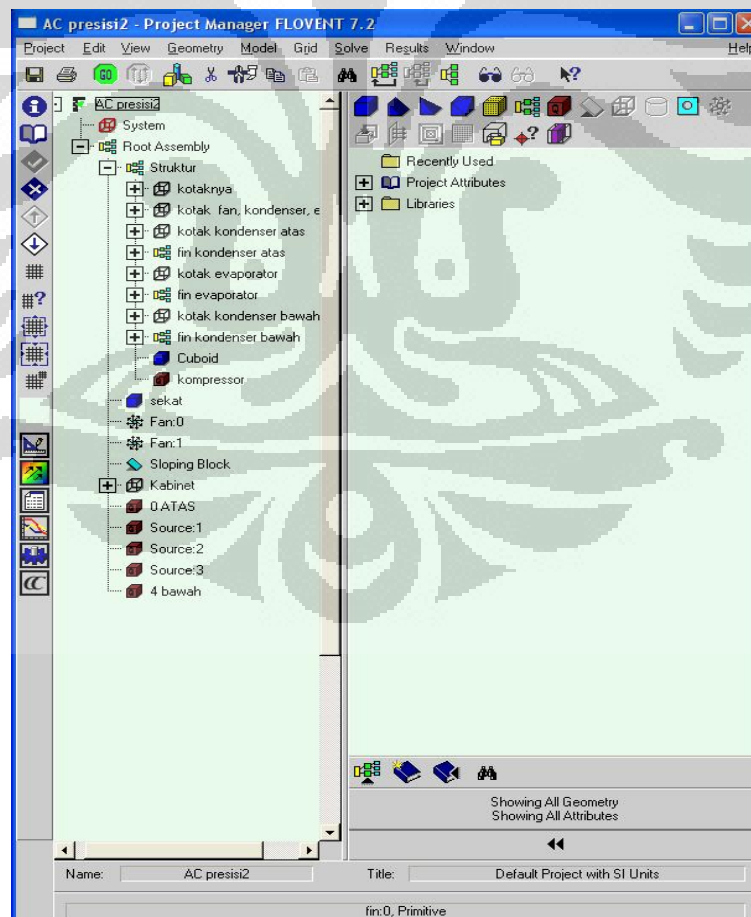 AC presisi2 - Project Manager FLOVENT 7.2
Project Edit View Geometry Model Grid Solve Results Window Help
GO
AC presisi2
System
Root Assembly
Struktur
kotaknya
kotak fan, kondenser, e
kotak kondenser atas
fin kondenser atas
kotak evaporator
fin evaporator
kotak kondenser bawah
fin kondenser bawah
Cuboid
kompressor
sekat
Fan:0
Fan:1
Sloping Block
Kabinet
0 ATAS
Source:1
Source:2
Source:3
4 bawah
Recently Used
Project Attributes
Libraries
Showing All Geometry
Showing All Attributes
Name: AC presisi2 Title: Default Project with SI Units
fin:0, Primitive